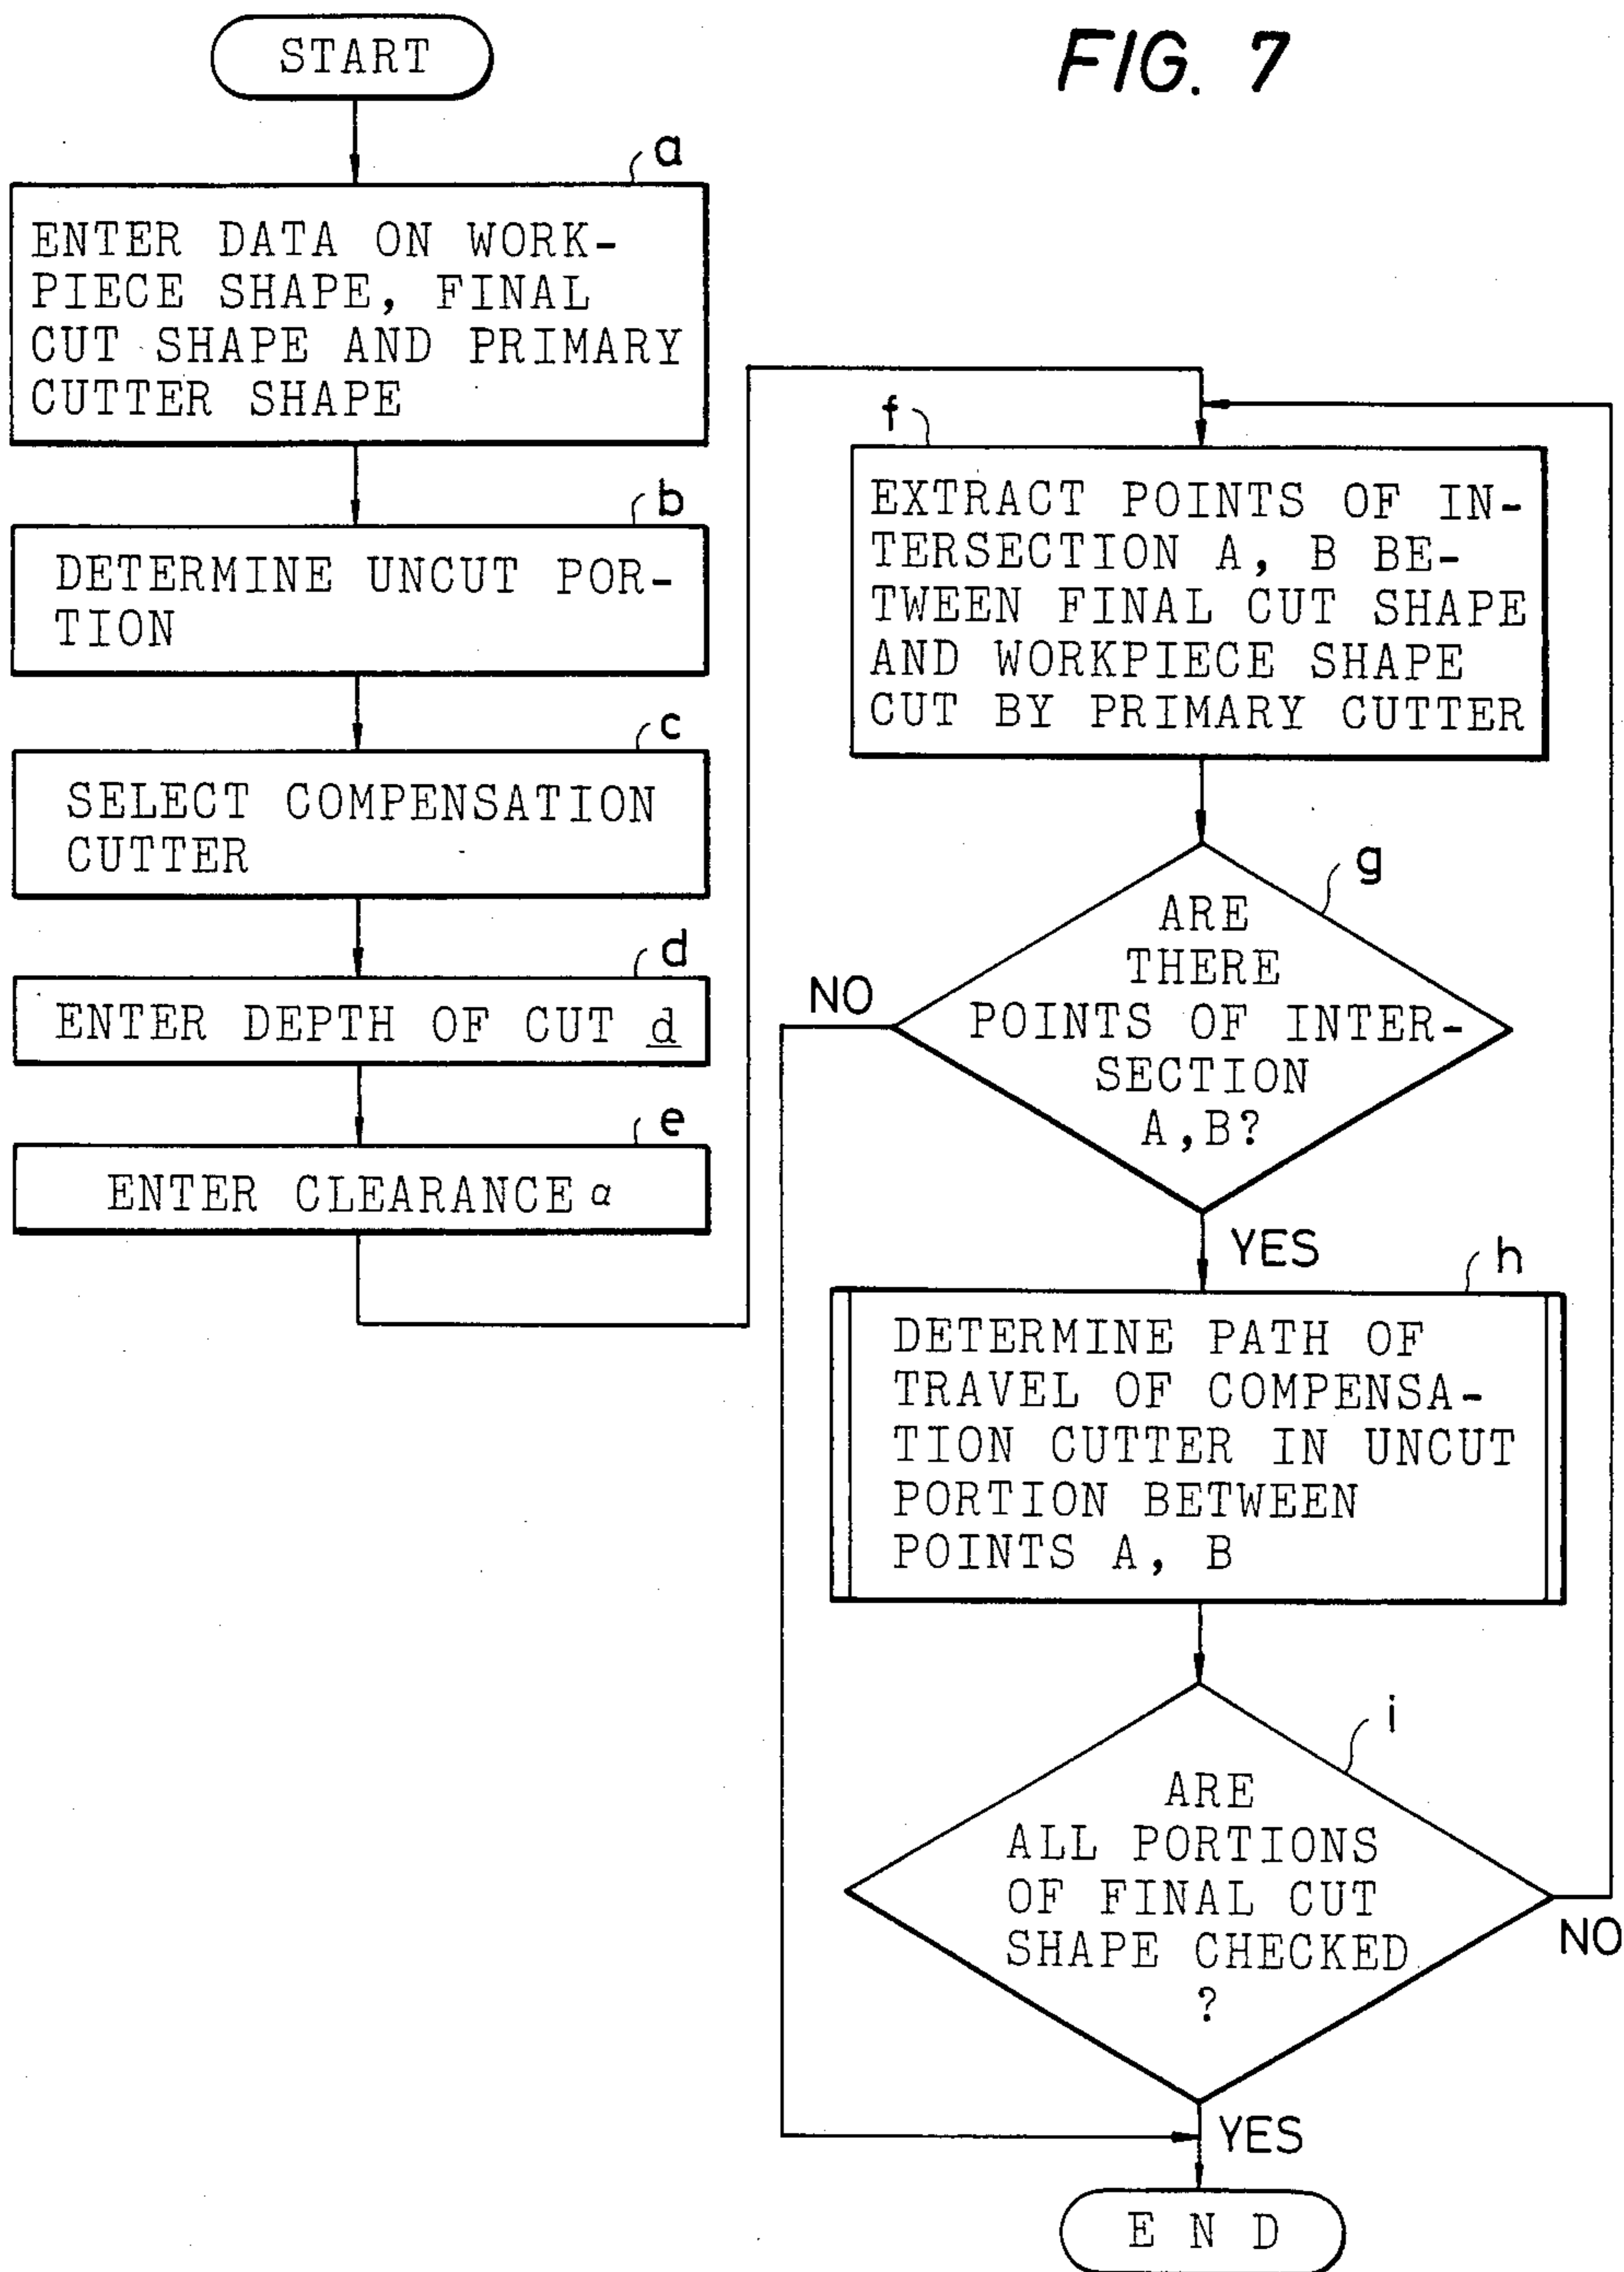 START
FIG. 7
a
ENTER DATA ON WORK-
PIECE SHAPE, FINAL
CUT SHAPE AND PRIMARY
CUTTER SHAPE
b
DETERMINE UNCUT POR-
TION
c
SELECT COMPENSATION
CUTTER
d
ENTER DEPTH OF CUT d
e
ENTER CLEARANCE α
f
EXTRACT POINTS OF IN-
TERSECTION A, B BE-
TWEEN FINAL CUT SHAPE
AND WORKPIECE SHAPE
CUT BY PRIMARY CUTTER
g
ARE
THERE
POINTS OF INTER-
SECTION
A,B?
NO
YES
h
DETERMINE PATH OF
TRAVEL OF COMPENSA-
TION CUTTER IN UNCUT
PORTION BETWEEN
POINTS A, B
i
ARE
ALL PORTIONS
OF FINAL CUT
SHAPE CHECKED
?
NO
YES
END